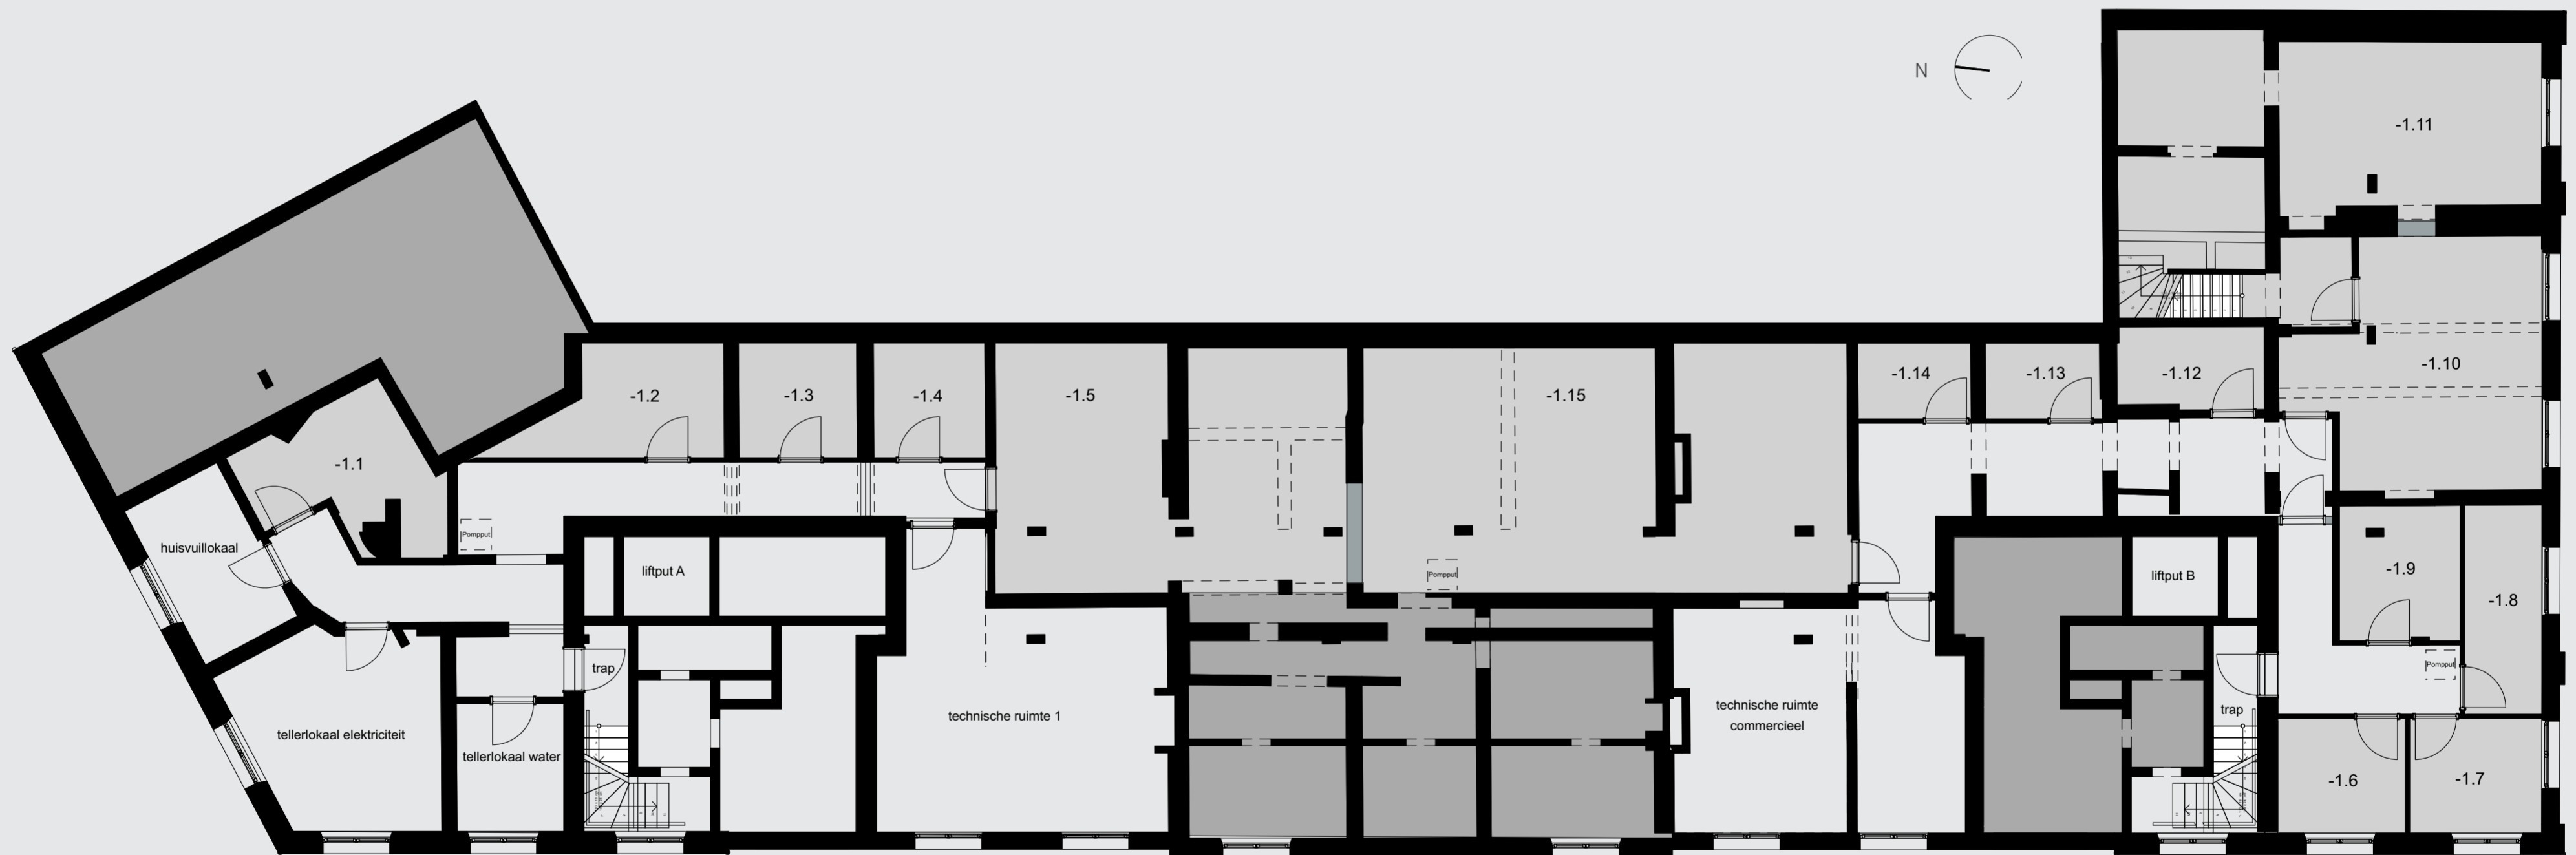 N
-1.11
-1.10
-1.2
-1.3
-1.4
-1.5
-1.15
-1.14
-1.13
-1.12
-1.1
Pompput
huisvuillokaal
liftput A
Pompput
liftput B
-1.9
-1.8
trap
Pompput
tellerlokaal elektriciteit
tellerlokaal water
technische ruimte 1
technische ruimte
commercieel
trap
-1.6
-1.7